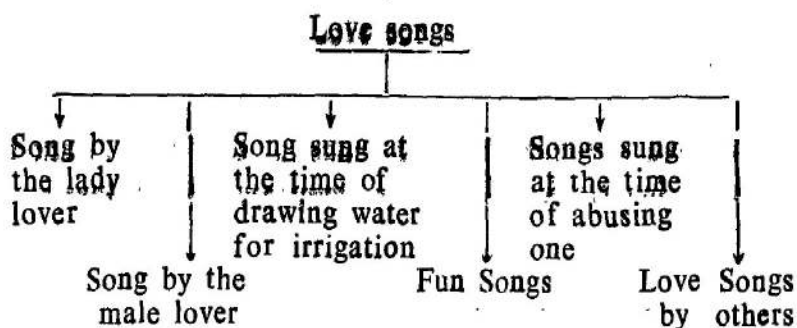 Love songs
Song by
the lady
lover
Song by the
male lover
Song sung at
the time of
drawing water
for irrigation
Fun Songs
Songs sung
at the time
of abusing
one
Love Songs
by others